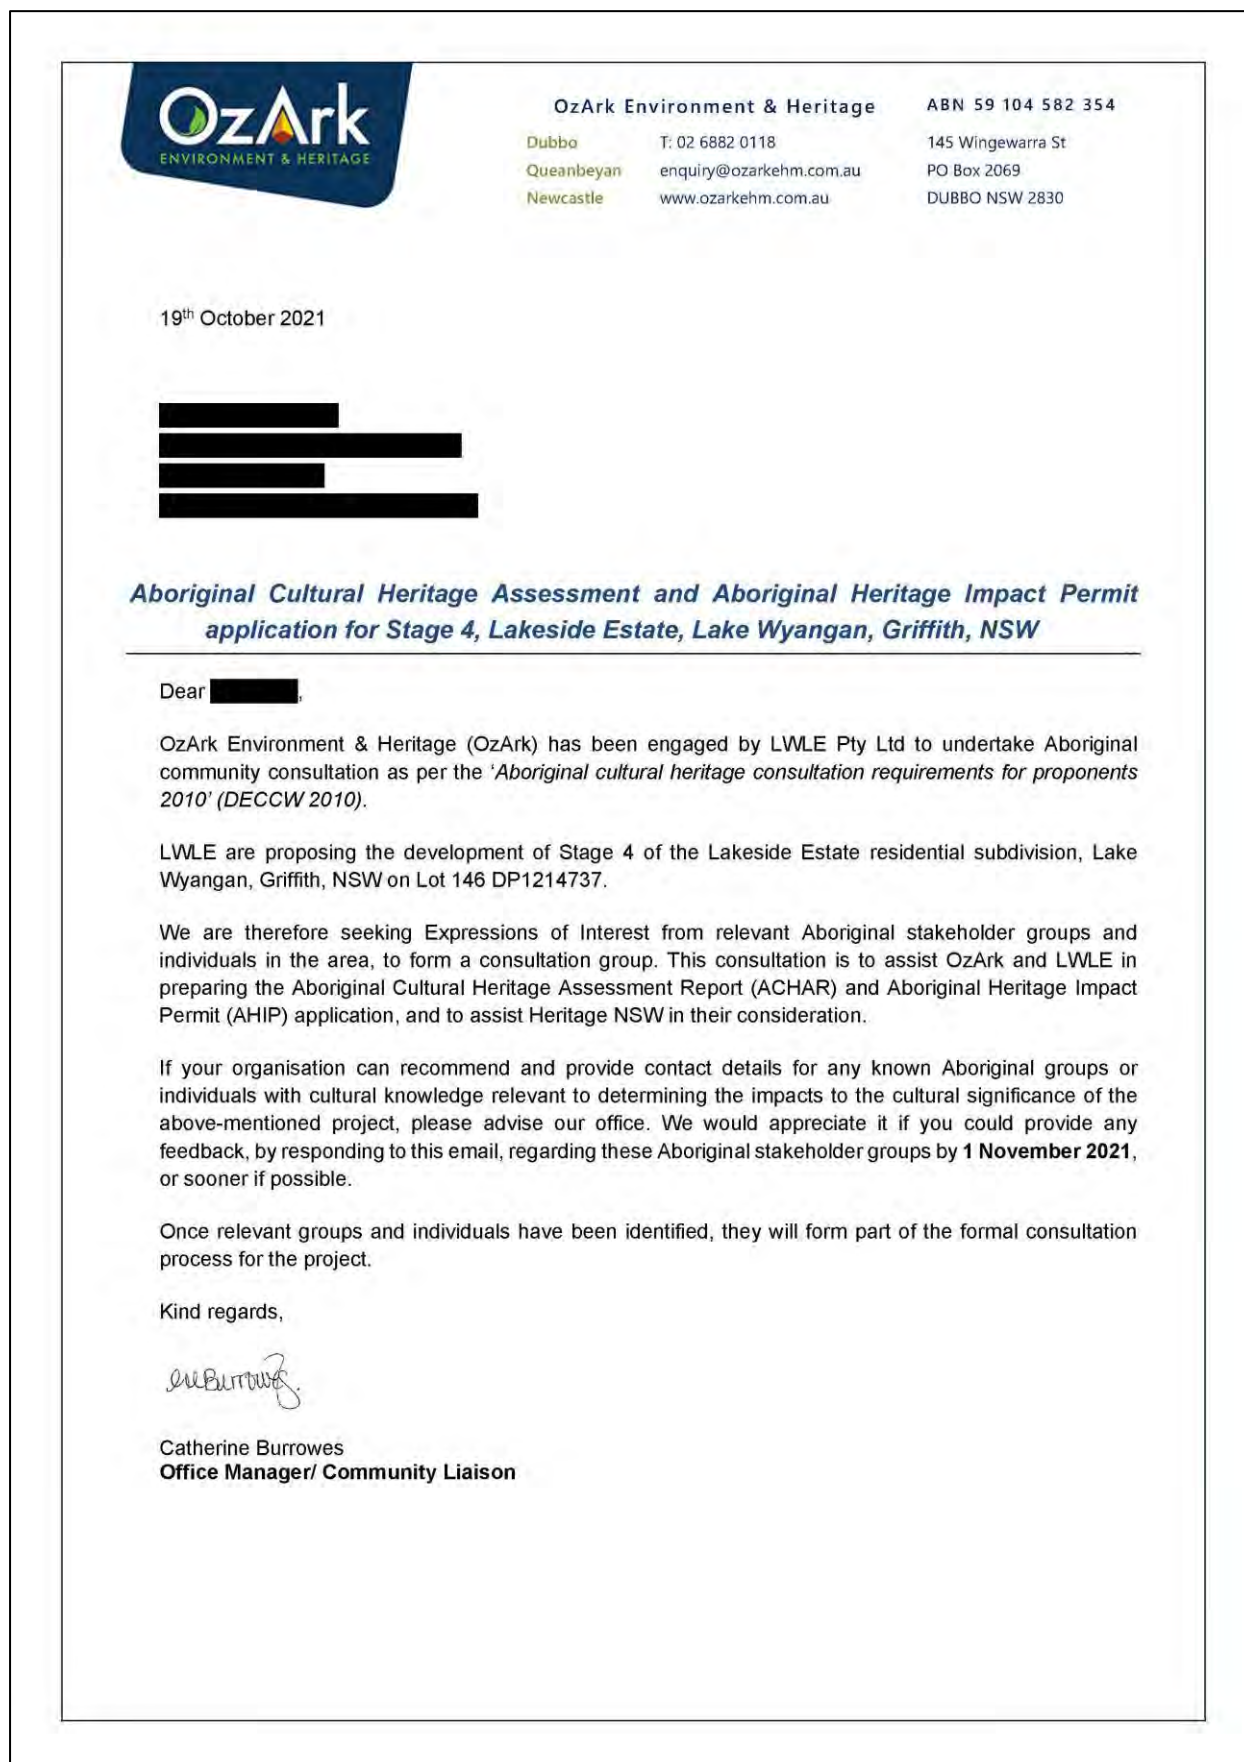 OzArk
ENVIRONMENT & HERITAGE
OzArk Environment & Heritage
ABN 59 104 582 354
Dubbo
T: 02 6882 0118
145 Wingewarra St
Queanbeyan
enquiry@ozarkehm.com.au
PO Box 2069
Newcastle
www.ozarkehm.com.au
DUBBO NSW 2830
19th October 2021
Aboriginal Cultural Heritage Assessment and Aboriginal Heritage Impact Permit
application for Stage 4, Lakeside Estate, Lake Wyangan, Griffith, NSW
Dear ,
OzArk Environment & Heritage (OzArk) has been engaged by LWLE Pty Ltd to undertake Aboriginal
community consultation as per the ‘Aboriginal cultural heritage consultation requirements for proponents
2010’ (DECCW 2010).
LWLE are proposing the development of Stage 4 of the Lakeside Estate residential subdivision, Lake
Wyangan, Griffith, NSW on Lot 146 DP1214737.
We are therefore seeking Expressions of Interest from relevant Aboriginal stakeholder groups and
individuals in the area, to form a consultation group. This consultation is to assist OzArk and LWLE in
preparing the Aboriginal Cultural Heritage Assessment Report (ACHAR) and Aboriginal Heritage Impact
Permit (AHIP) application, and to assist Heritage NSW in their consideration.
If your organisation can recommend and provide contact details for any known Aboriginal groups or
individuals with cultural knowledge relevant to determining the impacts to the cultural significance of the
above-mentioned project, please advise our office. We would appreciate it if you could provide any
feedback, by responding to this email, regarding these Aboriginal stakeholder groups by 1 November 2021,
or sooner if possible.
Once relevant groups and individuals have been identified, they will form part of the formal consultation
process for the project.
Kind regards,
Catherine Burrowes
Office Manager/ Community Liaison